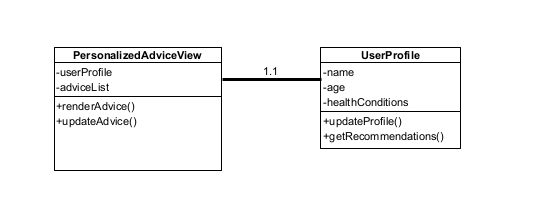 PersonalizedAdviceView
-userProfile
-adviceList
+renderAdvice()
+updateAdvice()
1.1
UserProfile
-name
-age
-healthConditions
+updateProfile()
+getRecommendations()